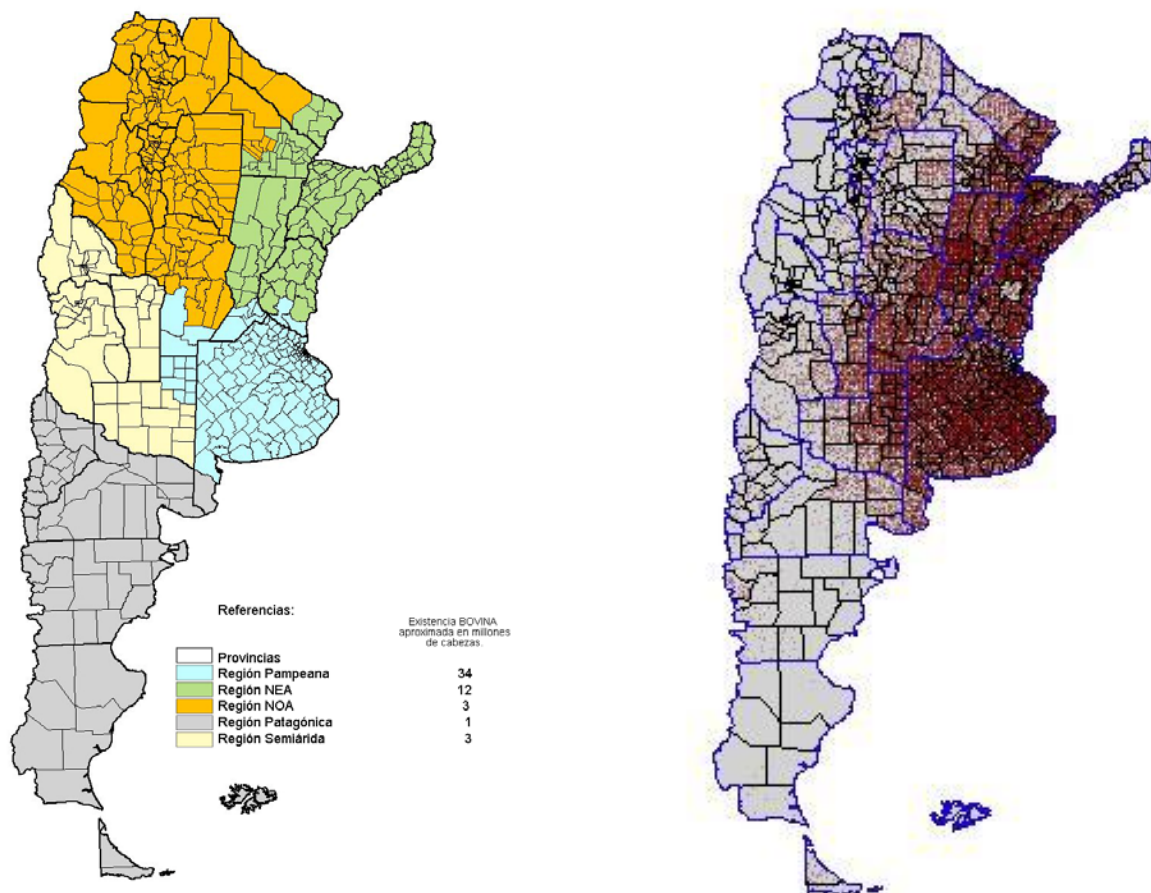 Referencias:
Existencia BOVINA
aproximada en millones
de cabezas.
Provincias
Región Pampeana 34
Región NEA 12
Región NOA 3
Región Patagónica 1
Región Semiárida 3